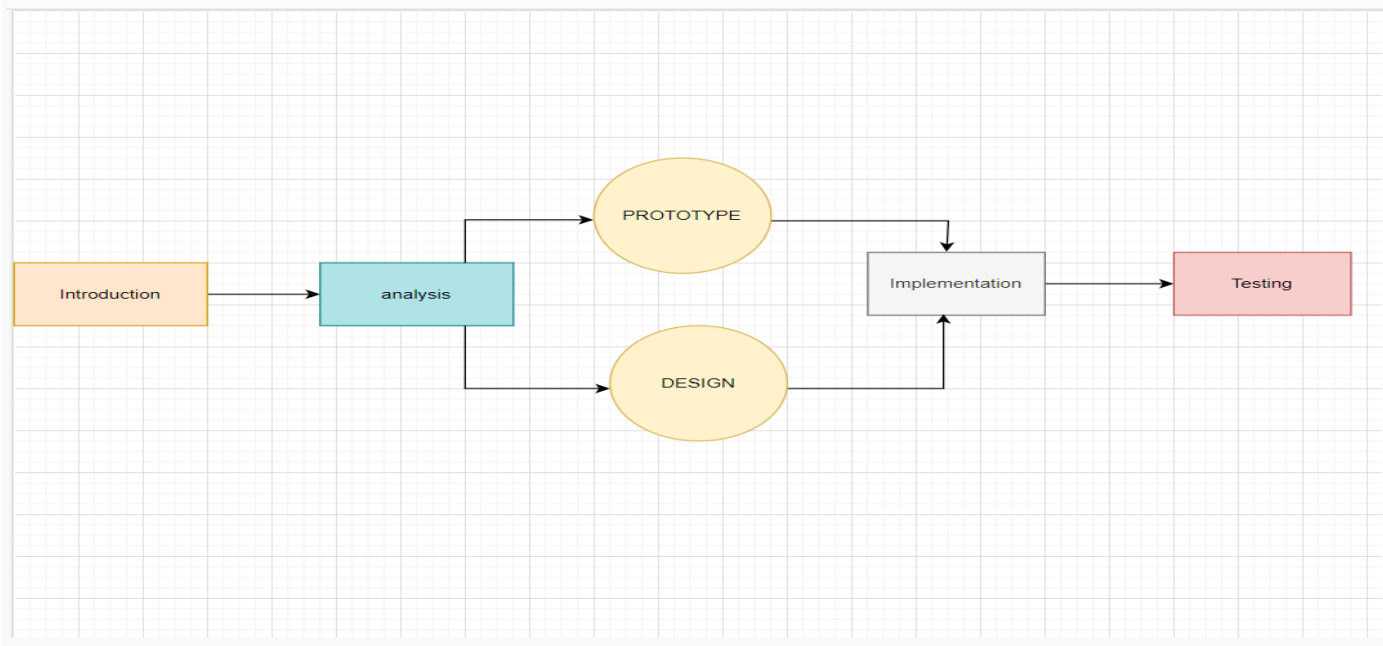 Introduction
analysis
PROTOTYPE
DESIGN
Implementation
Testing